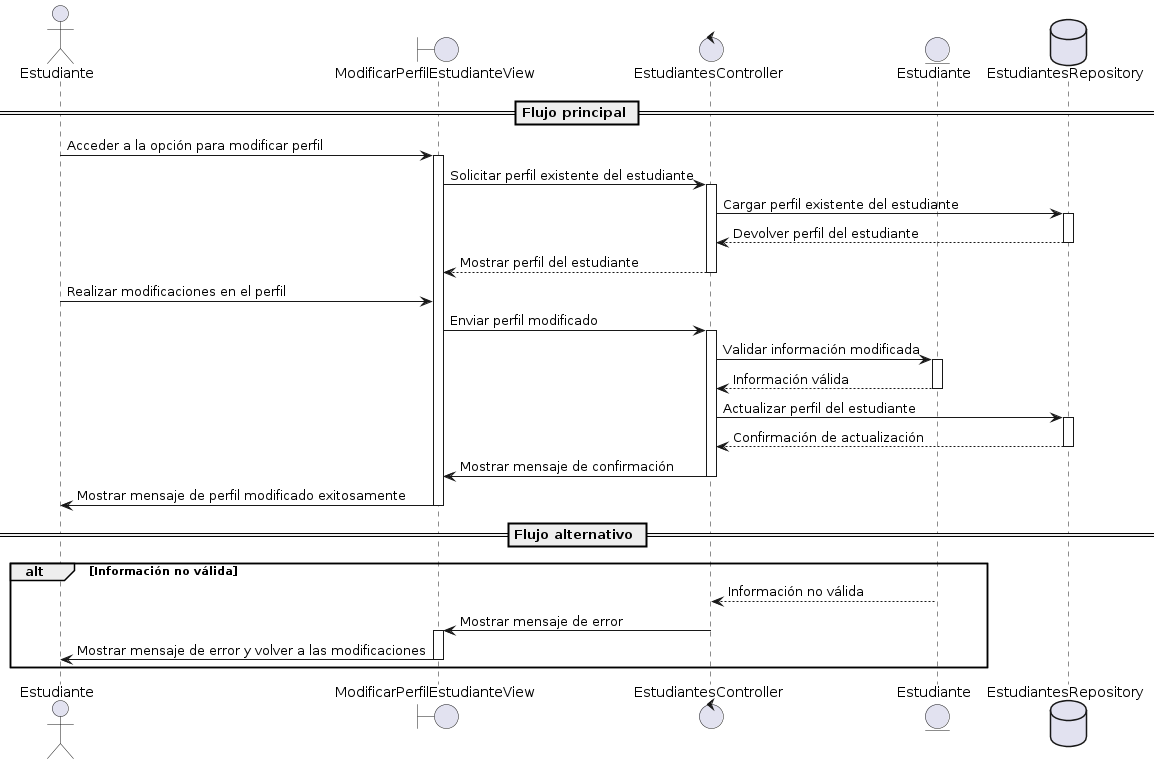 Estudiante
ModificarPerfilEstudianteView
EstudiantesController
Estudiante
EstudiantesRepository
Flujo principal
Acceder a la opción para modificar perfil
Solicitar perfil existente del estudiante
Cargar perfil existente del estudiante
Devolver perfil del estudiante
Mostrar perfil del estudiante
Realizar modificaciones en el perfil
Enviar perfil modificado
Validar información modificada
Información válida
Actualizar perfil del estudiante
Confirmación de actualización
Mostrar mensaje de confirmación
Mostrar mensaje de perfil modificado exitosamente
Flujo alternativo
alt [Información no válida]
Información no válida
Mostrar mensaje de error
Mostrar mensaje de error y volver a las modificaciones
Estudiante
ModificarPerfilEstudianteView
EstudiantesController
Estudiante
EstudiantesRepository